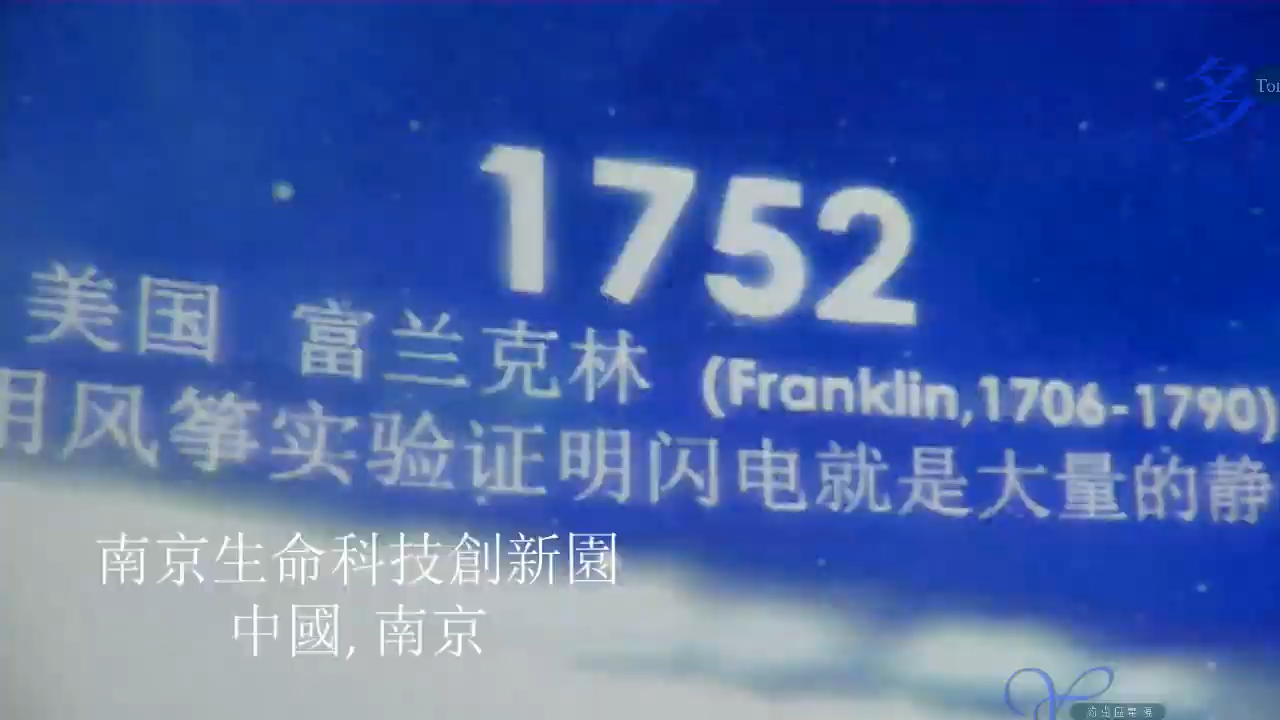 1752
美国 富兰克林 (Franklin,1706-1790)
用风筝实验证明闪电就是大量的静
南京生命科技創新園
中國, 南京
多